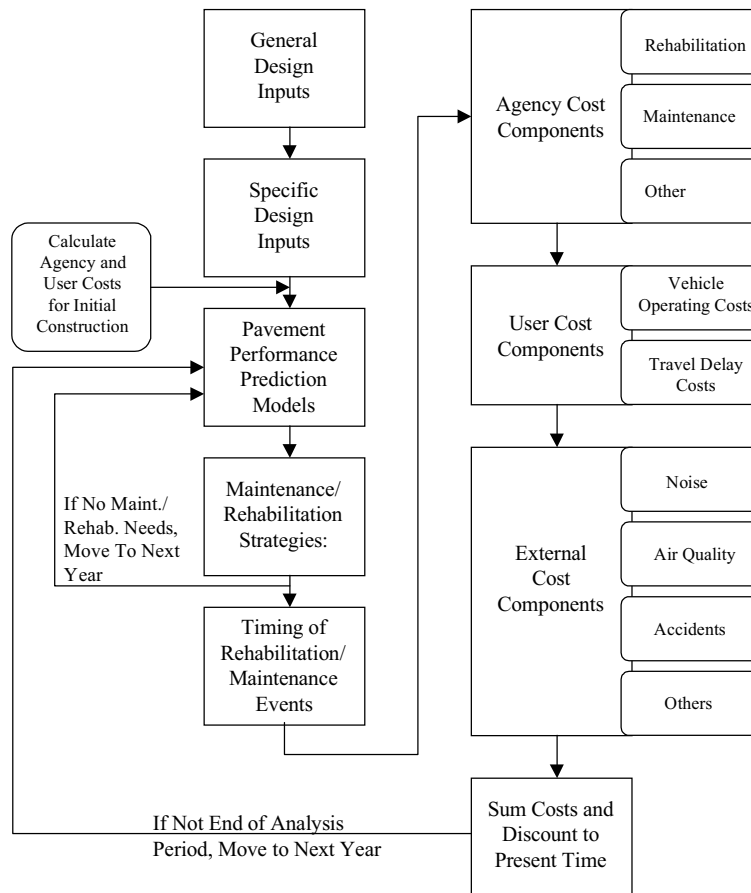 General
Design
Inputs
Specific
Design
Inputs
Calculate
Agency and
User Costs
for Initial
Construction
Pavement
Performance
Prediction
Models
If No Maint./
Rehab. Needs,
Move To Next
Year
Maintenance/
Rehabilitation
Strategies:
Timing of
Rehabilitation/
Maintenance
Events
Agency Cost
Components
Rehabilitation
Maintenance
Other
User Cost
Components
Vehicle
Operating Costs
Travel Delay
Costs
External
Cost
Components
Noise
Air Quality
Accidents
Others
Sum Costs and
Discount to
Present Time
If Not End of Analysis
Period, Move to Next Year